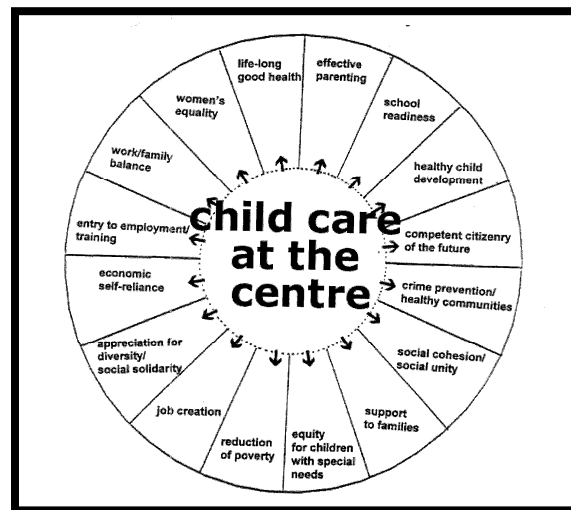 life-long
good health
effective
parenting
school
readiness
healthy child
development
competent citizenry
of the future
crime prevention/
healthy communities
social cohesion/
social unity
support
to families
equity
for children
with special
needs
reduction
of poverty
job creation
appreciation for
diversity/
social solidarity
economic
self-reliance
entry to employment/
training
work/family
balance
women's
equality
child care
at the
centre